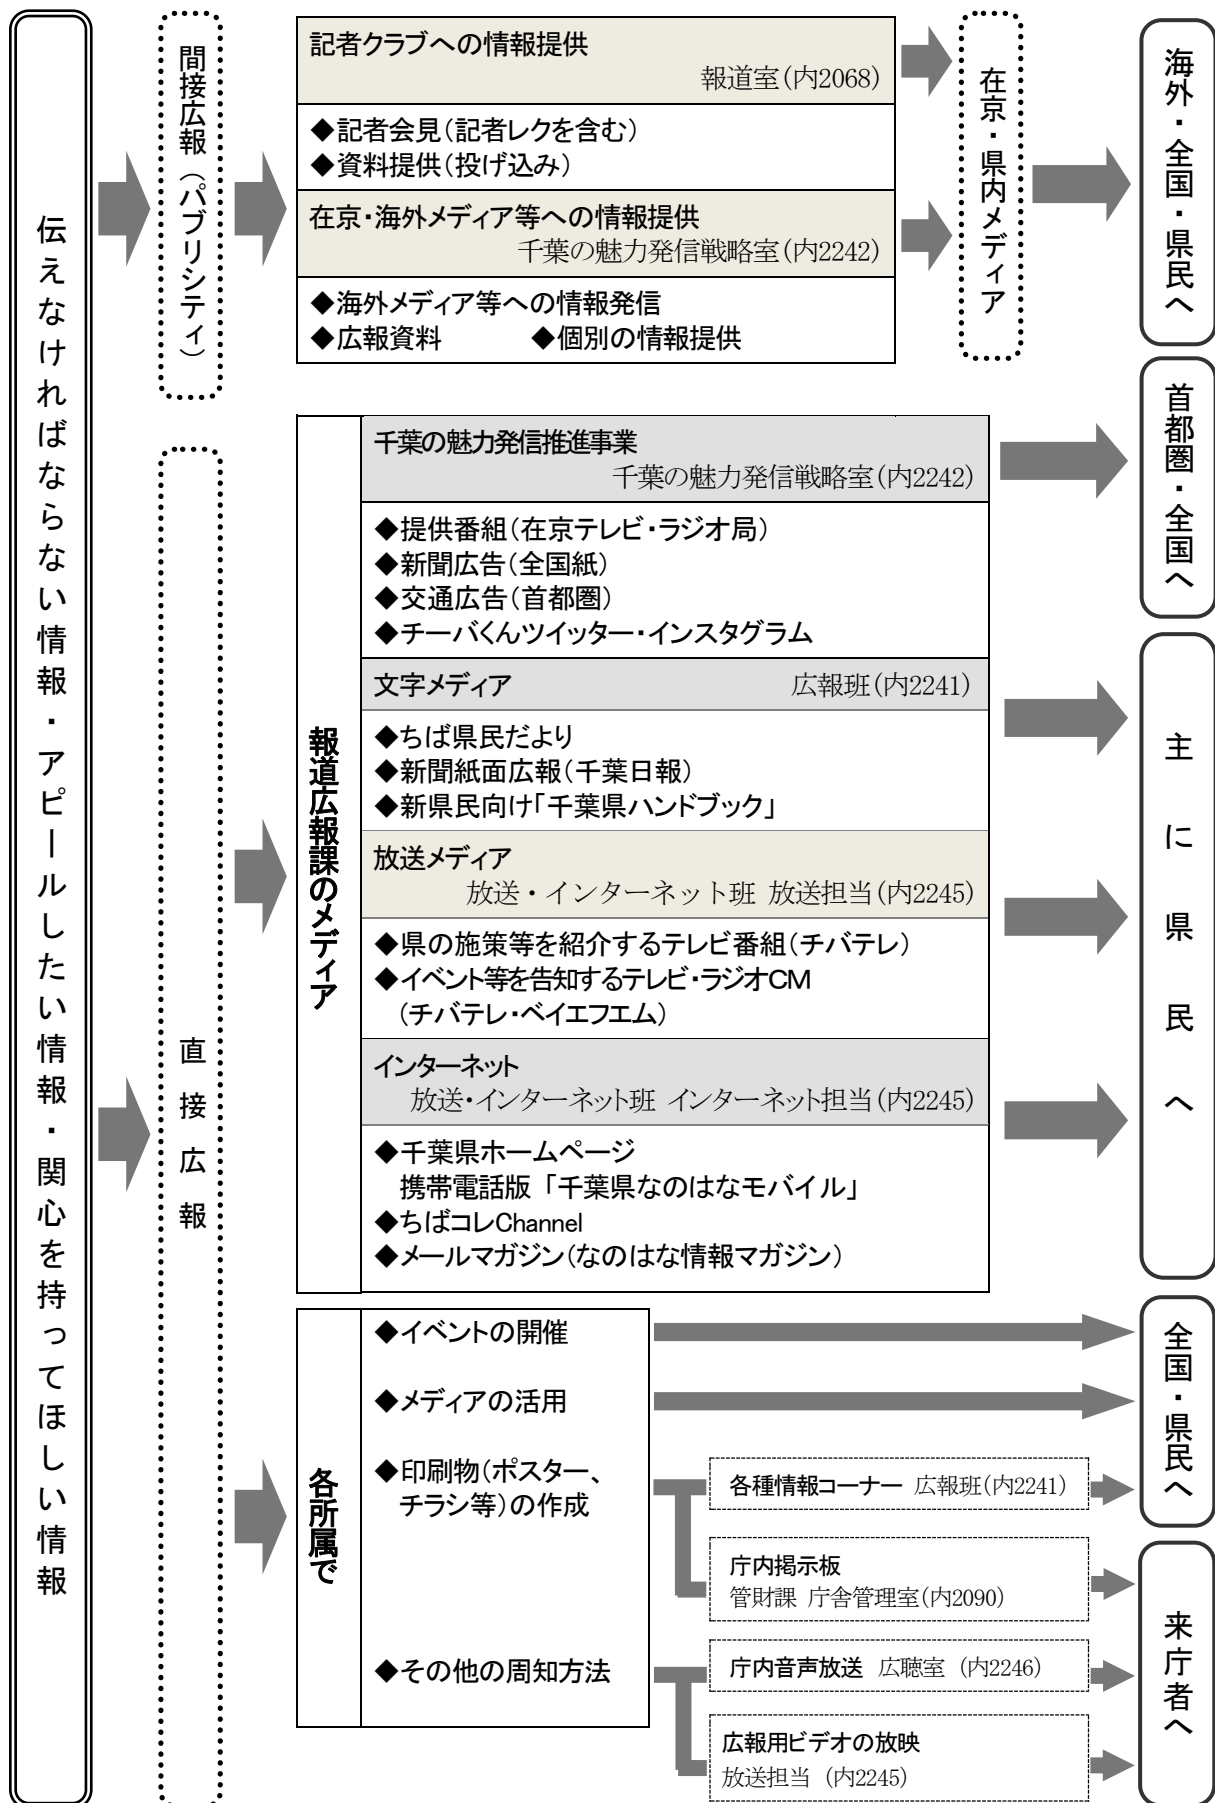 伝えなければならない情報・アピールしたい情報・関心を持ってほしい情報
間接広報（パブリシティ）
記者クラブへの情報提供
報道室(内2068)
◆記者会見(記者レクを含む)
◆資料提供(投げ込み)
在京・海外メディア等への情報提供
千葉の魅力発信戦略室(内2242)
◆海外メディア等への情報発信
◆広報資料 ◆個別の情報提供
在京・県内メディア
海外・全国・県民へ
直接広報
報道広報課のメディア
千葉の魅力発信推進事業
千葉の魅力発信戦略室(内2242)
◆提供番組(在京テレビ・ラジオ局)
◆新聞広告(全国紙)
◆交通広告(首都圏)
◆チーバくんツイッター・インスタグラム
首都圏・全国へ
文字メディア 広報班(内2241)
◆ちば県民だより
◆新聞紙面広報(千葉日報)
◆新県民向け「千葉県ハンドブック」
放送メディア
放送・インターネット班 放送担当(内2245)
◆県の施策等を紹介するテレビ番組(チバテレ)
◆イベント等を告知するテレビ・ラジオCM
(チバテレ・ベイエフエム)
インターネット
放送・インターネット班 インターネット担当(内2245)
◆千葉県ホームページ
携帯電話版「千葉県なのはなモバイル」
◆ちばコレChannel
◆メールマガジン(なのはな情報マガジン)
主に県民へ
各所属で
◆イベントの開催
◆メディアの活用
◆印刷物(ポスター、
チラシ等)の作成
◆その他の周知方法
各種情報コーナー 広報班(内2241)
庁内掲示板
管財課 庁舎管理室(内2090)
庁内音声放送 広聴室 (内2246)
広報用ビデオの放映
放送担当 (内2245)
全国・県民へ
来庁者へ